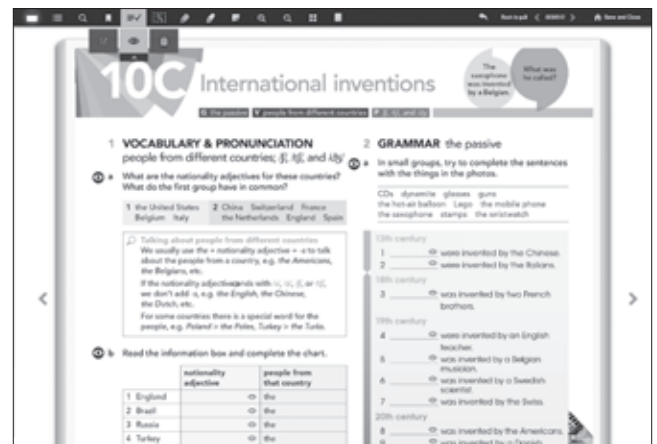 Back to pdf
Save and Close
10C International inventions
The saxophone was invented by a Belgian.
What was he called?
G the passive V people from different countries P
1 VOCABULARY & PRONUNCIATION
people from different countries; /ʃ/, /tʃ/, and /dʒ/
a What are the nationality adjectives for these countries?
What do the first group have in common?
1 the United States
Belgium Italy
2 China Switzerland France
the Netherlands England Spain
Talking about people from different countries
We usually use the + nationality adjective + -s to talk
about the people from a country, e.g. the Americans,
the Belgians, etc.
If the nationality adjective ends with
we don't add -s, e.g. the English, the Chinese,
the Dutch, etc.
For some countries there is a special word for the
people, e.g. Poland > the Poles, Turkey > the Turks.
b Read the information box and complete the chart.
nationality
adjective
people from
that country
1 England the
2 Brazil the
3 Russia the
4 Turkey the
2 GRAMMAR the passive
a In small groups, try to complete the sentences
with the things in the photos.
CDs dynamite glasses guns
the hot-air balloon Lego the mobile phone
the saxophone stamps the wristwatch
13th century
1 were invented by the Chinese.
2 were invented by the Italians.
18th century
3 was invented by two French
brothers.
19th century
4 were invented by an English
teacher.
5 was invented by a Belgian
musician.
6 was invented by a Swedish
scientist.
7 was invented by the Swiss.
20th century
8 were invented by the Americans.
9 was invented by a Danish